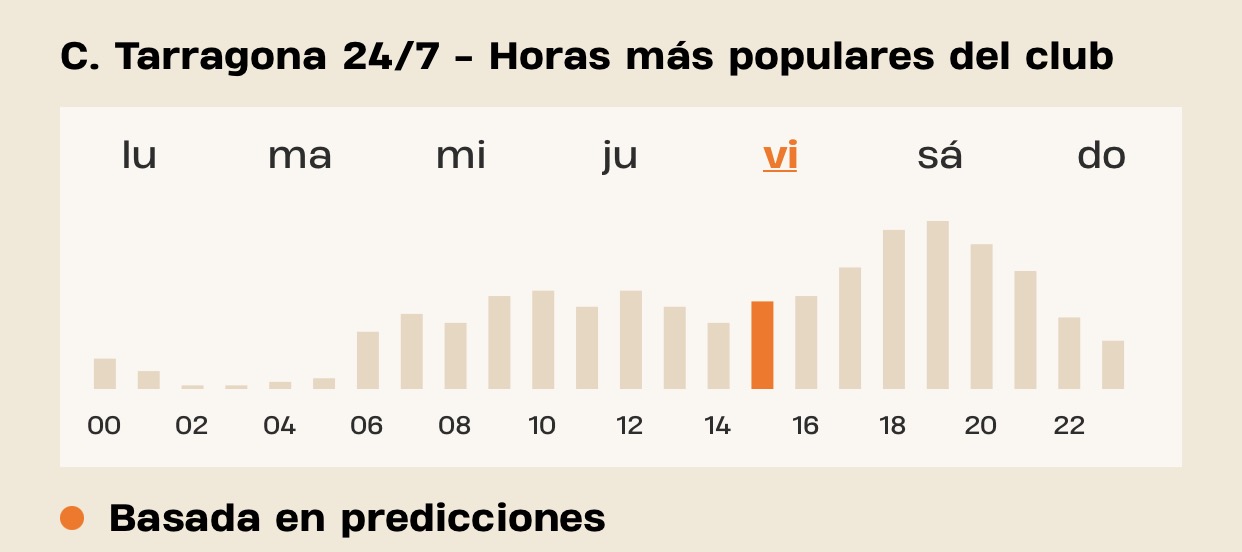 C. Tarragona 24/7 – Horas más populares del club
lu ma mi ju vi sá do
00 02 04 06 08 10 12 14 16 18 20 22
Basada en predicciones